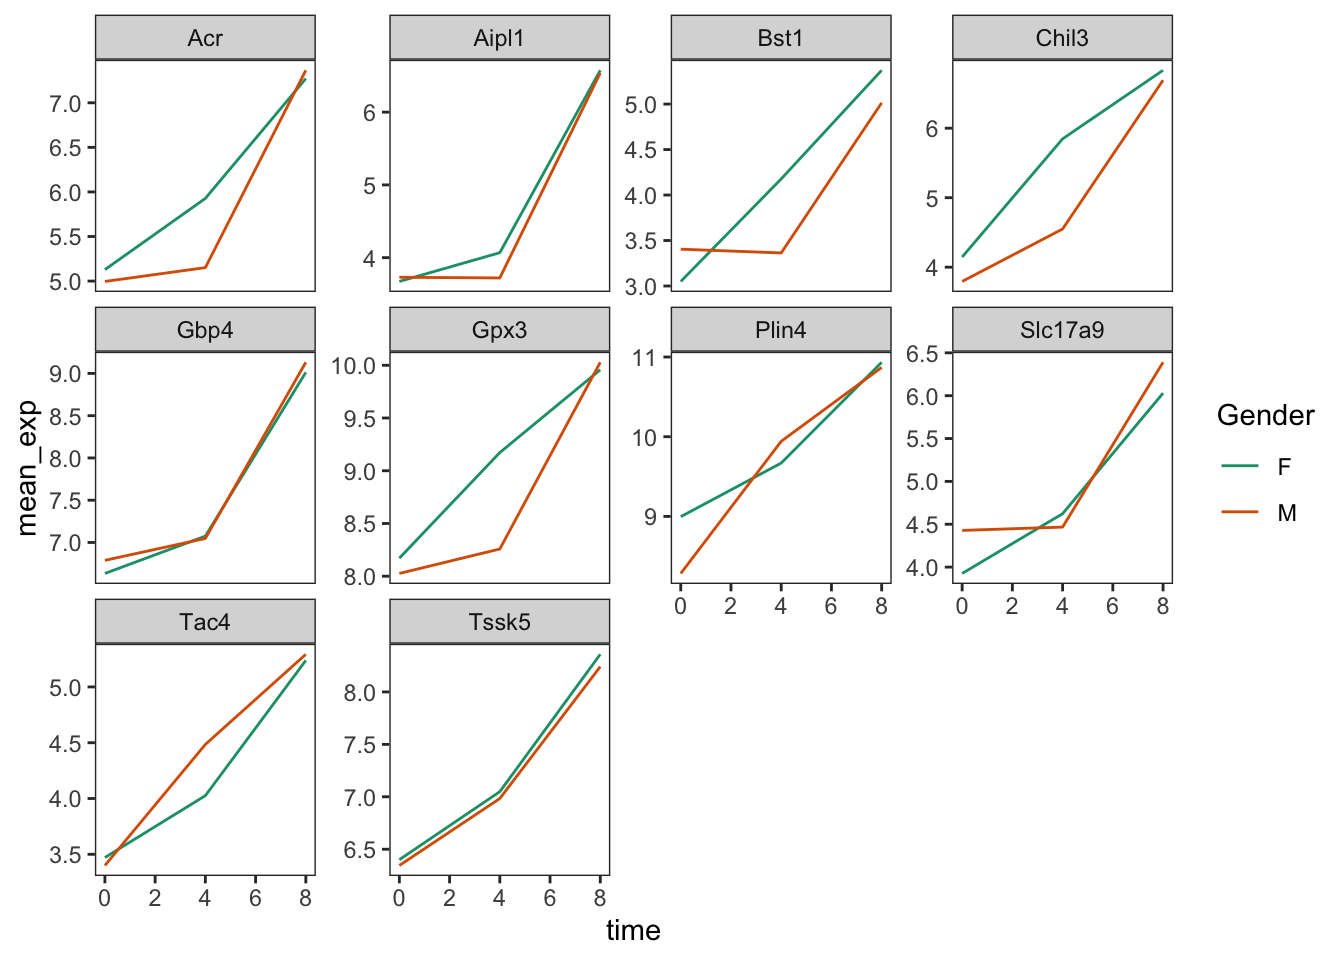 Acr Aipl1 Bst1 Chil3
7.0 6.5 6.0 5.5 5.0
6 5 4
5.0 4.5 4.0 3.5 3.0
6 5 4
Gbp4 Gpx3 Plin4 Slc17a9
9.0 8.5 8.0 7.5 7.0
10.0 9.5 9.0 8.5 8.0
11 10 9
6.5 6.0 5.5 5.0 4.5 4.0
0 2 4 6 8
0 2 4 6 8
Tac4 Tssk5
5.0 4.5 4.0 3.5
8.0 7.5 7.0 6.5
0 2 4 6 8
0 2 4 6 8
time
mean_exp
Gender
F
M